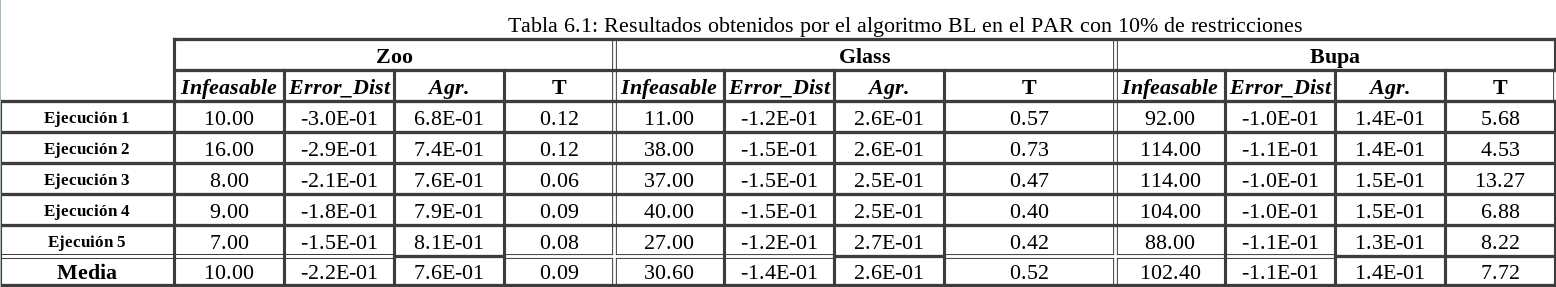 Tabla 6.1: Resultados obtenidos por el algoritmo BL en el PAR con 10% de restricciones
Zoo Glass Bupa
Infeasable Error_Dist Agr. T Infeasable Error_Dist Agr. T Infeasable Error_Dist Agr. T
Ejecución 1 10.00 -3.0E-01 6.8E-01 0.12 11.00 -1.2E-01 2.6E-01 0.57 92.00 -1.0E-01 1.4E-01 5.68
Ejecución 2 16.00 -2.9E-01 7.4E-01 0.12 38.00 -1.5E-01 2.6E-01 0.73 114.00 -1.1E-01 1.4E-01 4.53
Ejecución 3 8.00 -2.1E-01 7.6E-01 0.06 37.00 -1.5E-01 2.5E-01 0.47 114.00 -1.0E-01 1.5E-01 13.27
Ejecución 4 9.00 -1.8E-01 7.9E-01 0.09 40.00 -1.5E-01 2.5E-01 0.40 104.00 -1.0E-01 1.5E-01 6.88
Ejecuión 5 7.00 -1.5E-01 8.1E-01 0.08 27.00 -1.2E-01 2.7E-01 0.42 88.00 -1.1E-01 1.3E-01 8.22
Media 10.00 -2.2E-01 7.6E-01 0.09 30.60 -1.4E-01 2.6E-01 0.52 102.40 -1.1E-01 1.4E-01 7.72